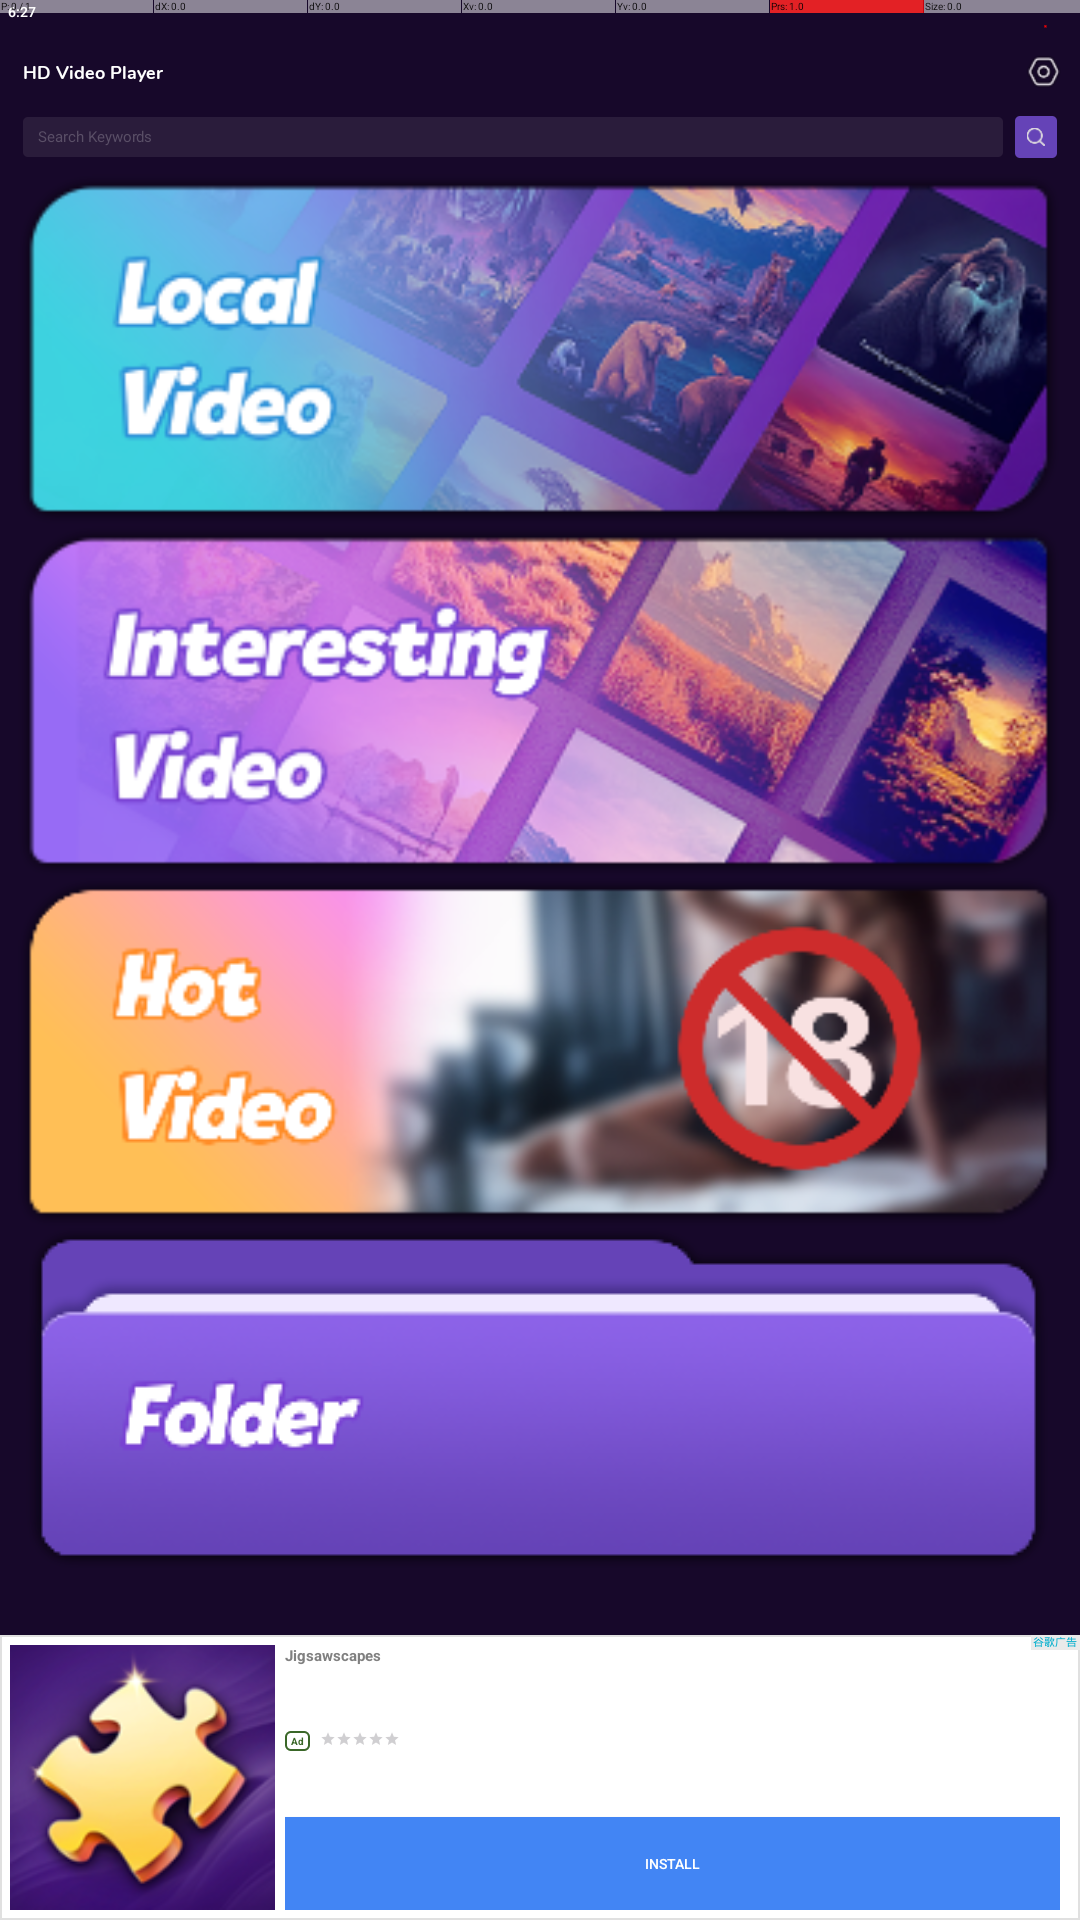 P: 0 / 1 dX: 0.0 dY: 0.0 Xv: 0.0 Yv: 0.0 Prs: 1.0 Size: 0.0
6:27
HD Video Player
Search Keywords
Local
Video
Interesting
Video
Hot
Video
18
Folder
谷歌广告
Jigsawscapes
Ad
INSTALL